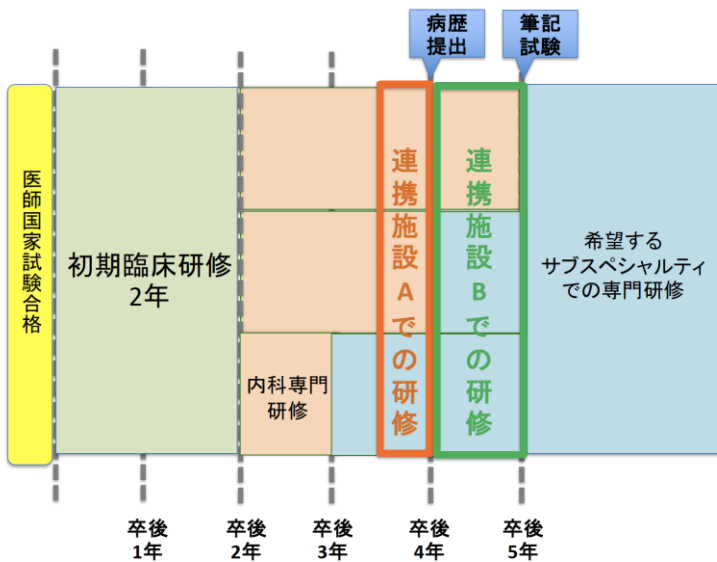 病歴
提出
筆記
試験
医師国家試験合格
初期臨床研修
2年
内科専門
研修
連携施設Aでの研修
連携施設Bでの研修
希望する
サブスペシャルティ
での専門研修
卒後
1年
卒後
2年
卒後
3年
卒後
4年
卒後
5年